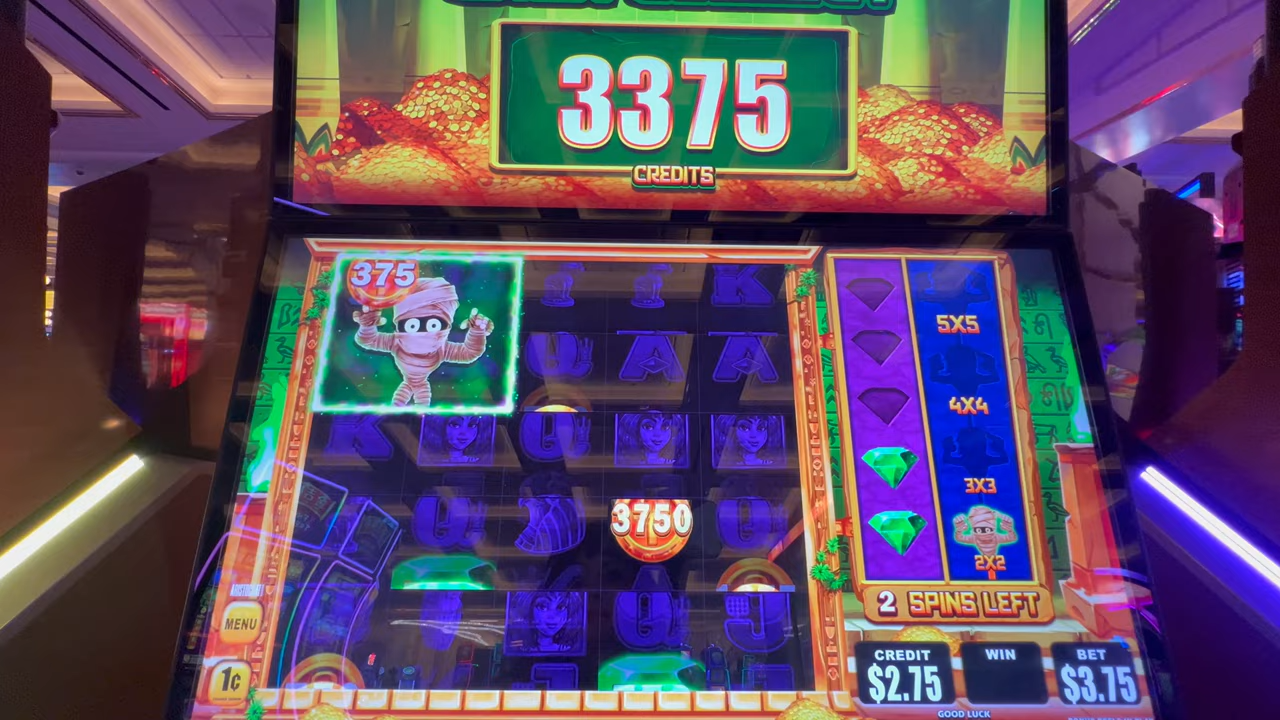 3375
CREDITS
375
K
A
A
5X5
4X4
K
Q
3X3
Q
3750
Q
2X2
2 SPINS LEFT
MENU
Q
J
CREDIT
WIN
BET
1¢
$2.75
$3.75
GOOD LUCK